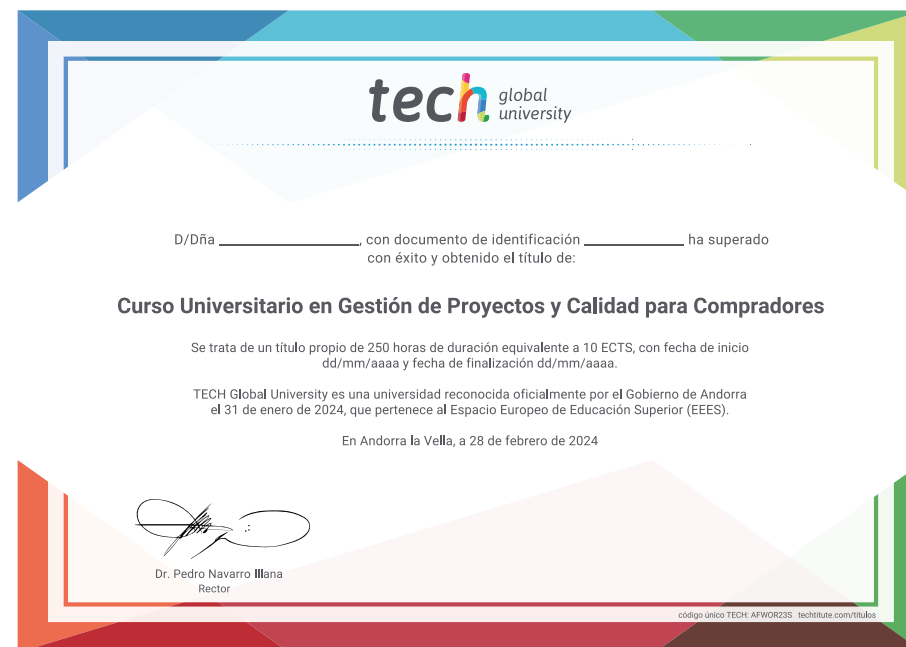 tech global university
D/Dña ____________________, con documento de identificación ______________ ha superado
con éxito y obtenido el título de:
Curso Universitario en Gestión de Proyectos y Calidad para Compradores
Se trata de un título propio de 250 horas de duración equivalente a 10 ECTS, con fecha de inicio
dd/mm/aaaa y fecha de finalización dd/mm/aaaa.
TECH Global University es una universidad reconocida oficialmente por el Gobierno de Andorra
el 31 de enero de 2024, que pertenece al Espacio Europeo de Educación Superior (EEES).
En Andorra la Vella, a 28 de febrero de 2024
Dr. Pedro Navarro Illana
Rector
código único TECH: AFWOR23S techtitute.com/titulos